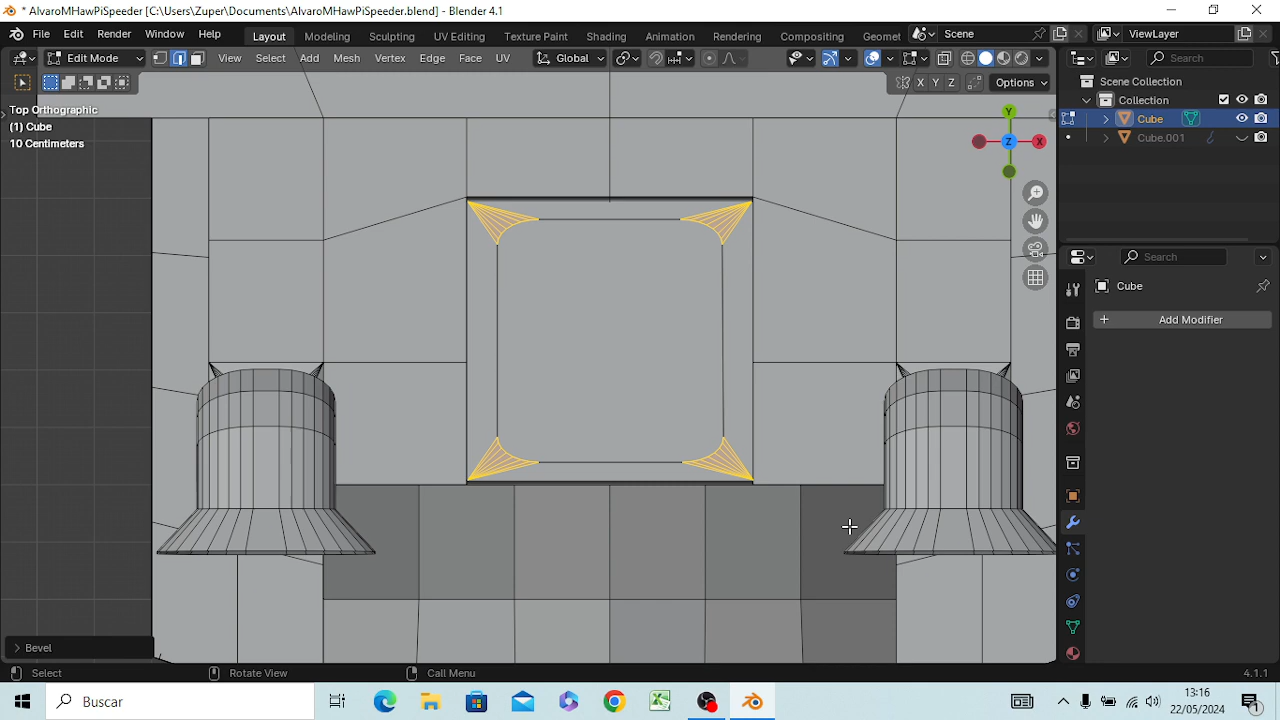 * AlvaroMHawPiSpeeder [C:\Users\Zuper\Documents\AlvaroMHawPiSpeeder.blend] - Blender 4.1
File Edit Render Window Help Layout Modeling Sculpting UV Editing Texture Paint Shading Animation Rendering Compositing Geomet Scene ViewLayer
Edit Mode View Select Add Mesh Vertex Edge Face UV Global Search
X Y Z Options
Scene Collection
Collection
Cube
Cube.001
Top Orthographic
(1) Cube
10 Centimeters
Y
Z
X
Search
Cube
Add Modifier
Bevel
Select Rotate View Call Menu 4.1.1
Buscar
13:16
22/05/2024
1